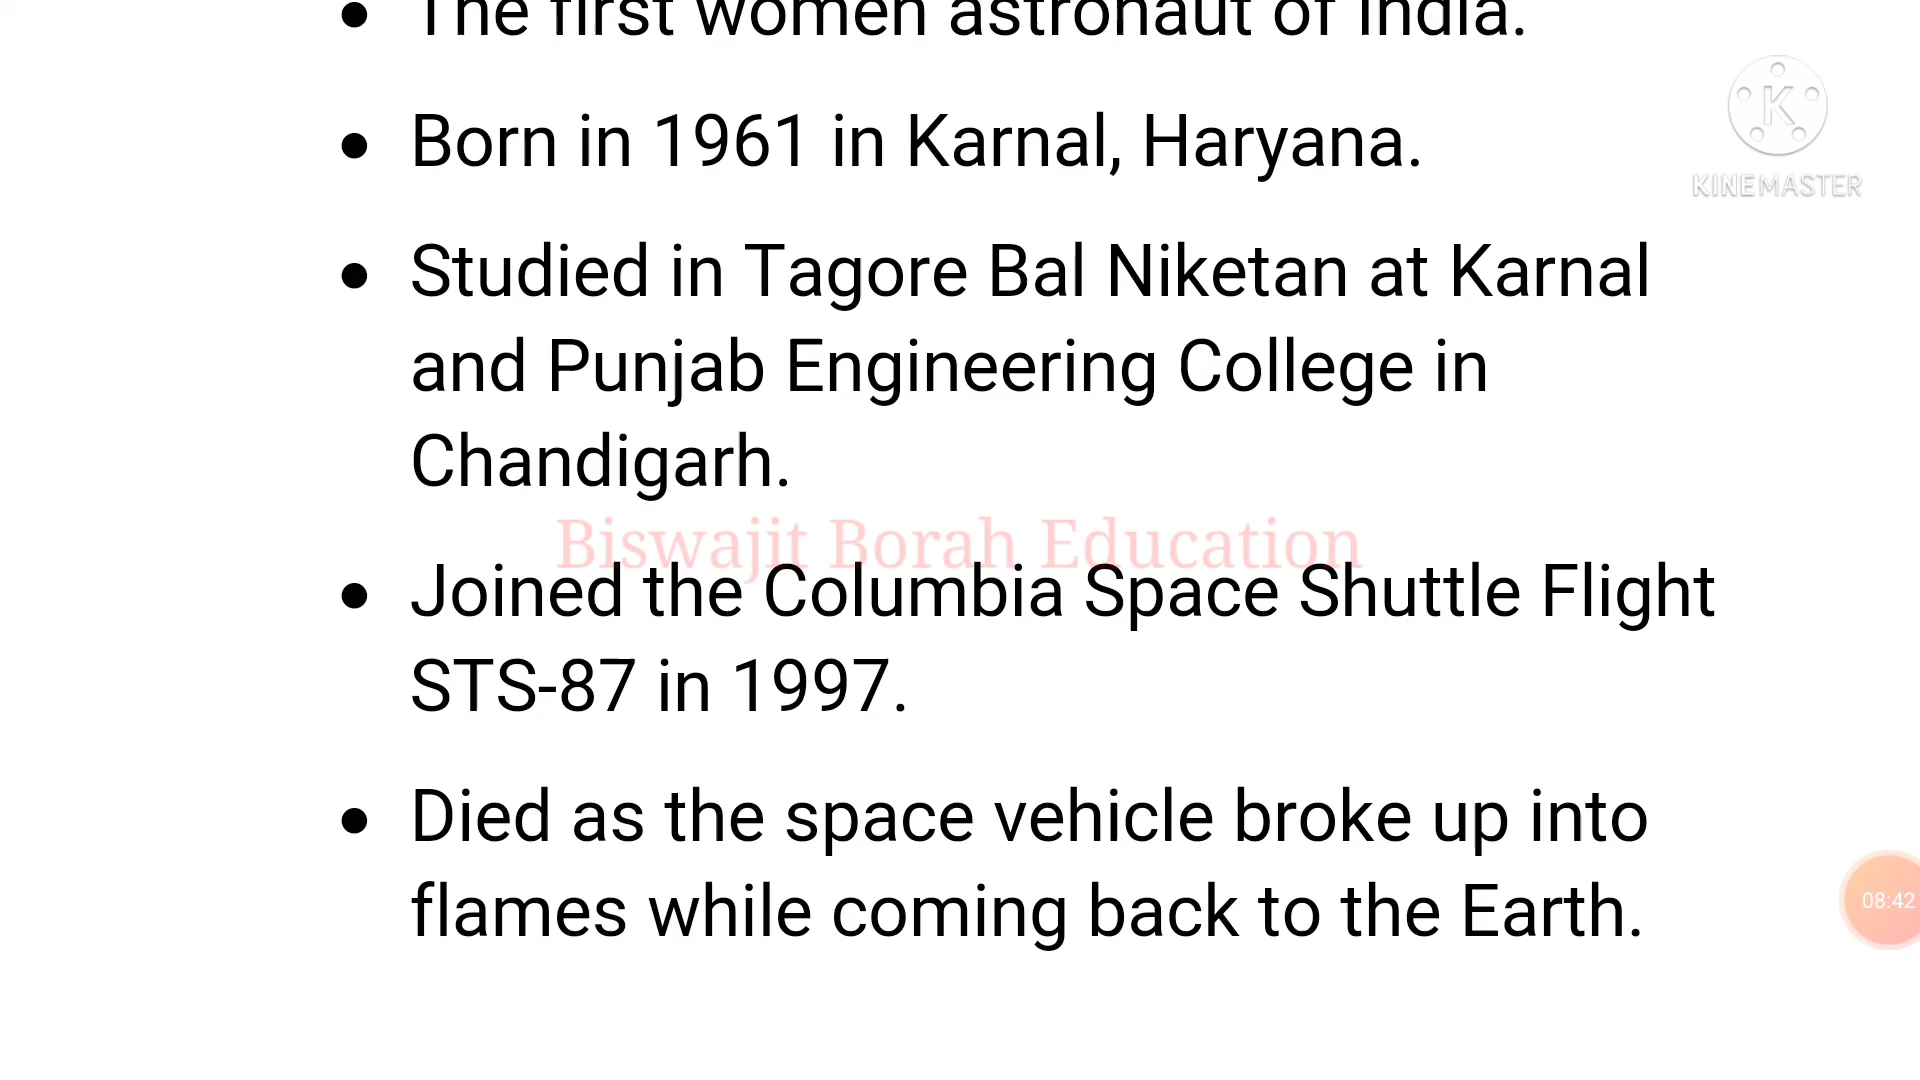 • The first women astronaut of India.
• Born in 1961 in Karnal, Haryana.
K
KINEMASTER
• Studied in Tagore Bal Niketan at Karnal
and Punjab Engineering College in
Chandigarh.
Biswajit Borah Education
• Joined the Columbia Space Shuttle Flight
STS-87 in 1997.
• Died as the space vehicle broke up into
flames while coming back to the Earth.
08:42